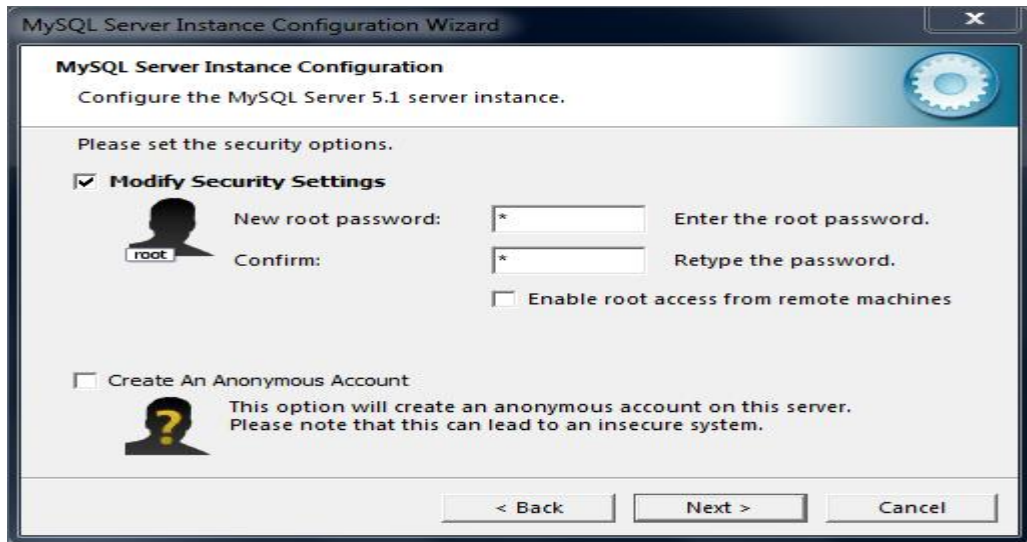 MySQL Server Instance Configuration Wizard
MySQL Server Instance Configuration
Configure the MySQL Server 5.1 server instance.
Please set the security options.
Modify Security Settings
New root password: * Enter the root password.
root
Confirm: * Retype the password.
Enable root access from remote machines
Create An Anonymous Account
?
This option will create an anonymous account on this server.
Please note that this can lead to an insecure system.
< Back Next > Cancel